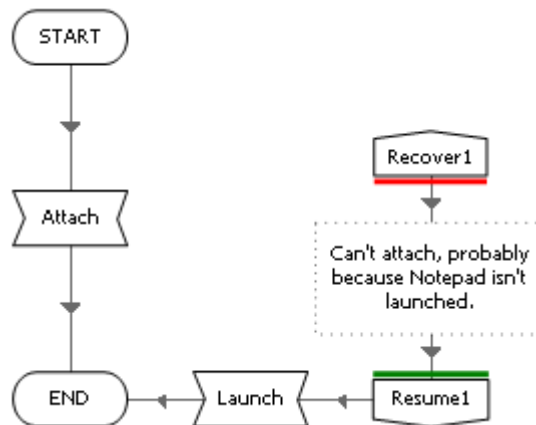 START
Attach
END
Recover1
Can't attach, probably
because Notepad isn't
launched.
Resume1
Launch